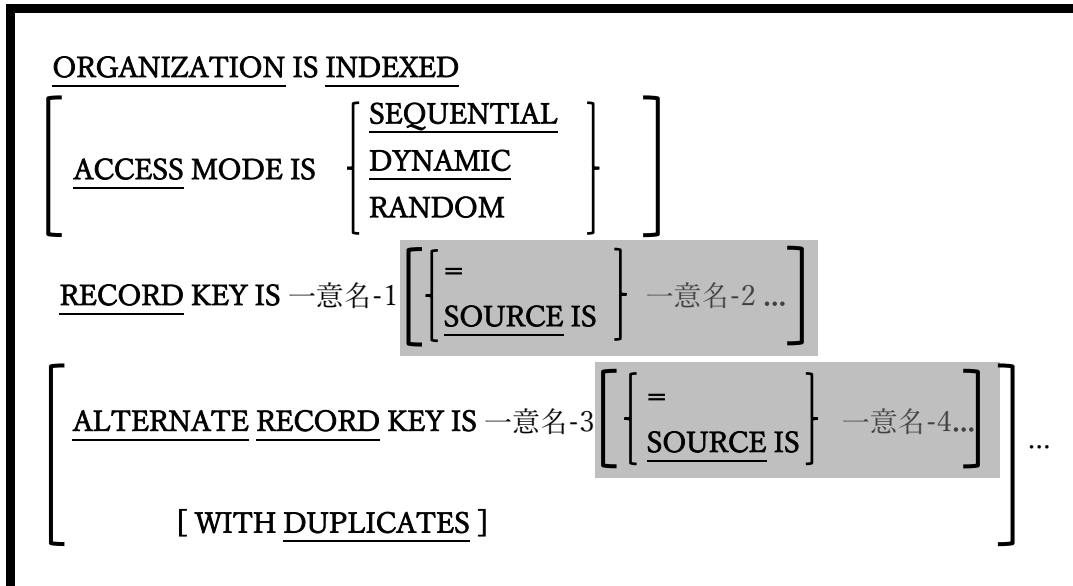 ORGANIZATION IS INDEXED
SEQUENTIAL
ACCESS MODE IS DYNAMIC
RANDOM
=
RECORD KEY IS 一意名-1 SOURCE IS 一意名-2 ...
=
ALTERNATE RECORD KEY IS 一意名-3 SOURCE IS 一意名-4... ...
[ WITH DUPLICATES ]